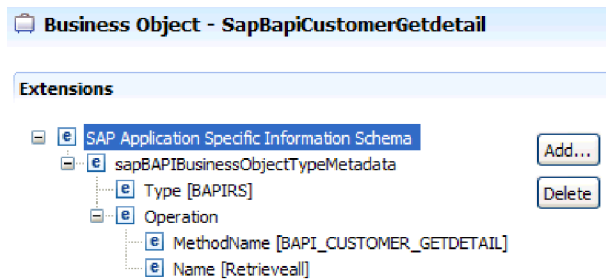 Business Object - SapBapiCustomerGetdetail
Extensions
SAP Application Specific Information Schema
Add...
sapBAPIBusinessObjectTypeMetadata
Type [BAPIRS]
Delete
Operation
MethodName [BAPI_CUSTOMER_GETDETAIL]
Name [Retrieveall]